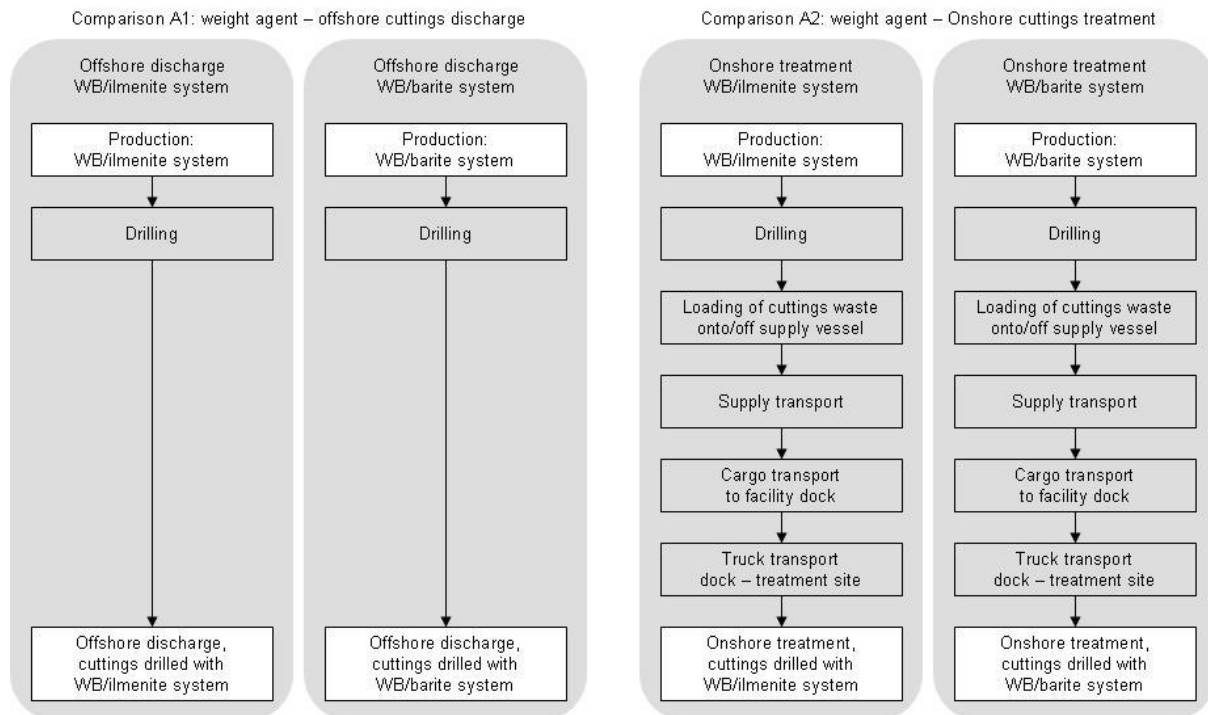 Comparison A1: weight agent – offshore cuttings discharge
Offshore discharge
WB/ilmenite system
Production:
WB/ilmenite system
Drilling
Offshore discharge,
cuttings drilled with
WB/ilmenite system
Offshore discharge
WB/barite system
Production:
WB/barite system
Drilling
Offshore discharge,
cuttings drilled with
WB/barite system
Comparison A2: weight agent – Onshore cuttings treatment
Onshore treatment
WB/ilmenite system
Production:
WB/ilmenite system
Drilling
Loading of cuttings waste
onto/off supply vessel
Supply transport
Cargo transport
to facility dock
Truck transport
dock – treatment site
Onshore treatment,
cuttings drilled with
WB/ilmenite system
Onshore treatment
WB/barite system
Production:
WB/barite system
Drilling
Loading of cuttings waste
onto/off supply vessel
Supply transport
Cargo transport
to facility dock
Truck transport
dock – treatment site
Onshore treatment,
cuttings drilled with
WB/barite system